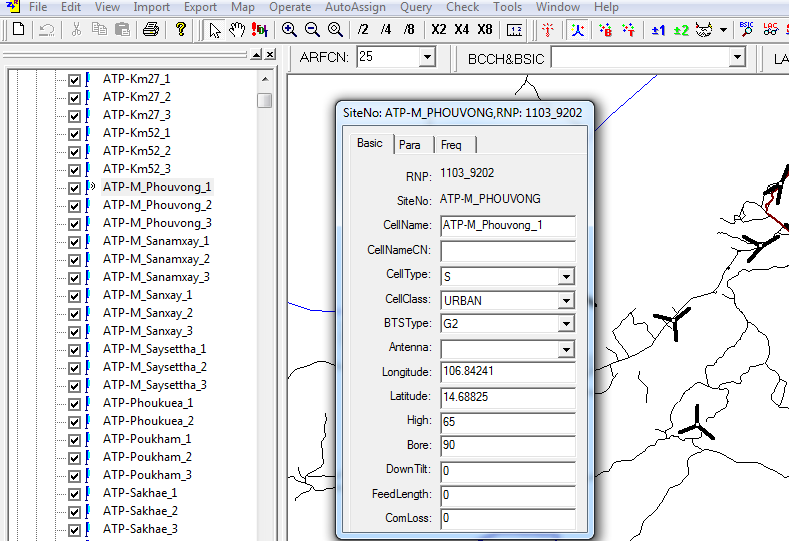 File Edit View Import Export Map Operate AutoAssign Query Check Tools Window Help
/2 /4 /8 X2 X4 X8 ±1 ±2 BSIC LAC
ARFCN: 25 BCCH&BSIC LA
ATP-Km27_1
ATP-Km27_2
ATP-Km27_3
ATP-Km52_1
ATP-Km52_2
ATP-Km52_3
ATP-M_Phouvong_1
ATP-M_Phouvong_2
ATP-M_Phouvong_3
ATP-M_Sanamxay_1
ATP-M_Sanamxay_2
ATP-M_Sanamxay_3
ATP-M_Sanxay_1
ATP-M_Sanxay_2
ATP-M_Sanxay_3
ATP-M_Saysettha_1
ATP-M_Saysettha_2
ATP-M_Saysettha_3
ATP-Phoukuea_1
ATP-Phoukuea_2
ATP-Poukham_1
ATP-Poukham_2
ATP-Poukham_3
ATP-Sakhae_1
ATP-Sakhae_2
ATP-Sakhae_3
SiteNo: ATP-M_PHOUVONG,RNP: 1103_9202
Basic Para Freq
RNP: 1103_9202
SiteNo: ATP-M_PHOUVONG
CellName: ATP-M_Phouvong_1
CellNameCN:
CellType: S
CellClass: URBAN
BTSType: G2
Antenna:
Longitude: 106.84241
Latitude: 14.68825
High: 65
Bore: 90
DownTilt: 0
FeedLength: 0
ComLoss: 0